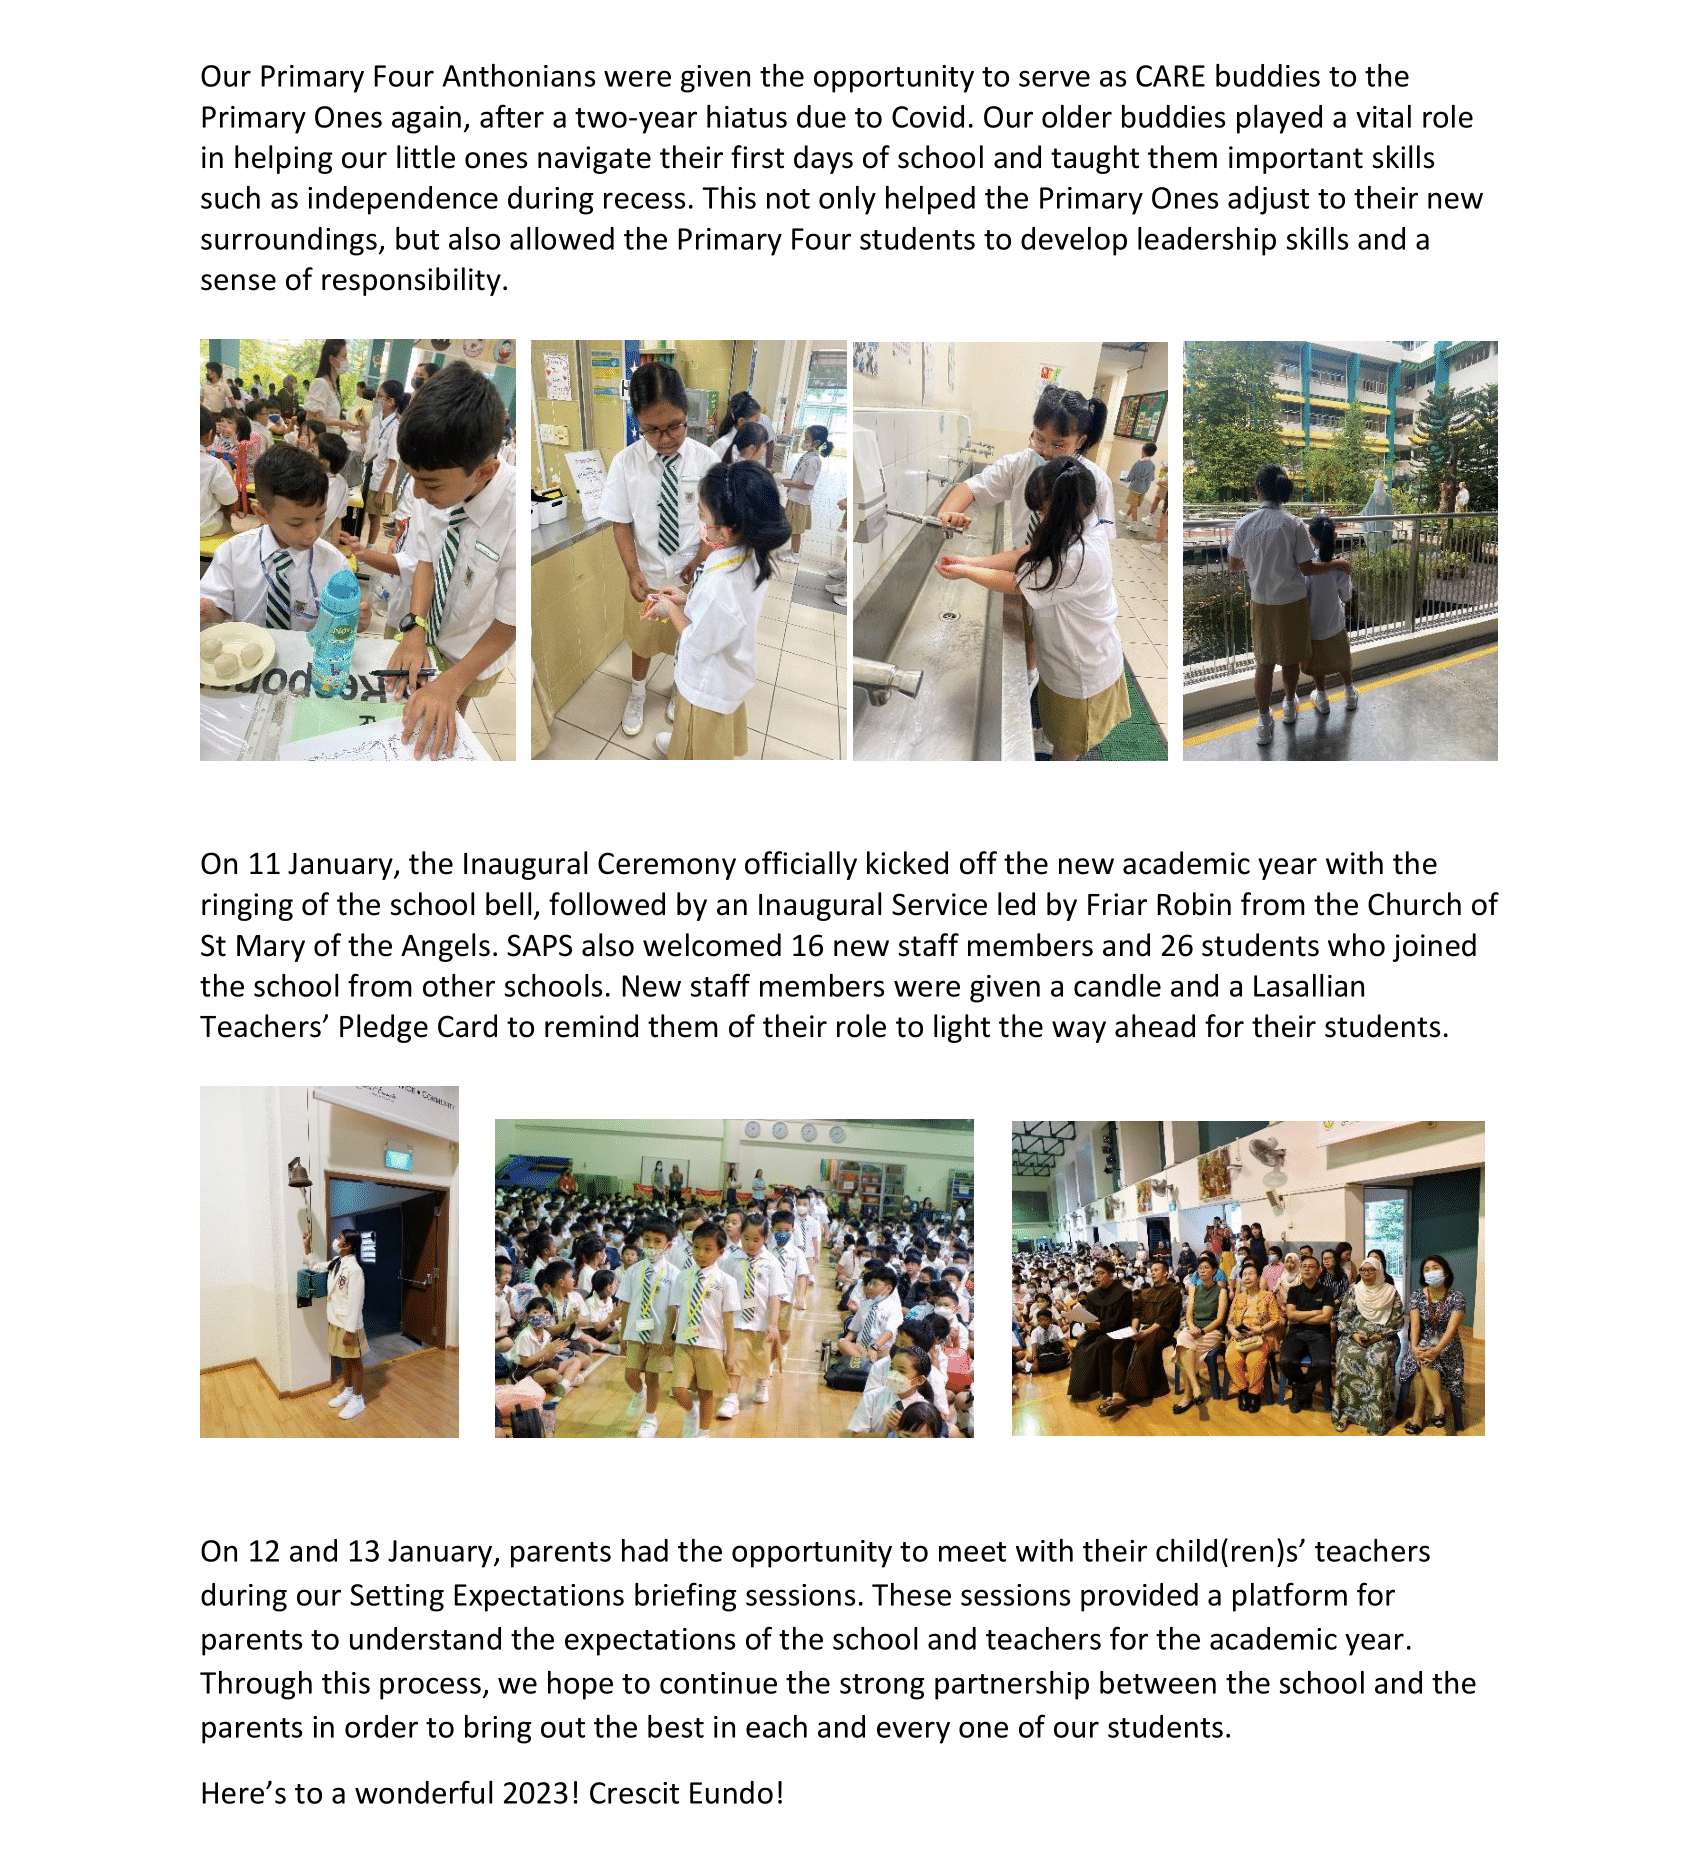 Our Primary Four Anthonians were given the opportunity to serve as CARE buddies to the
Primary Ones again, after a two-year hiatus due to Covid. Our older buddies played a vital role
in helping our little ones navigate their first days of school and taught them important skills
such as independence during recess. This not only helped the Primary Ones adjust to their new
surroundings, but also allowed the Primary Four students to develop leadership skills and a
sense of responsibility.
On 11 January, the Inaugural Ceremony officially kicked off the new academic year with the
ringing of the school bell, followed by an Inaugural Service led by Friar Robin from the Church of
St Mary of the Angels. SAPS also welcomed 16 new staff members and 26 students who joined
the school from other schools. New staff members were given a candle and a Lasallian
Teachers’ Pledge Card to remind them of their role to light the way ahead for their students.
COMMUNITY
On 12 and 13 January, parents had the opportunity to meet with their child(ren)s’ teachers
during our Setting Expectations briefing sessions. These sessions provided a platform for
parents to understand the expectations of the school and teachers for the academic year.
Through this process, we hope to continue the strong partnership between the school and the
parents in order to bring out the best in each and every one of our students.
Here’s to a wonderful 2023! Crescit Eundo!